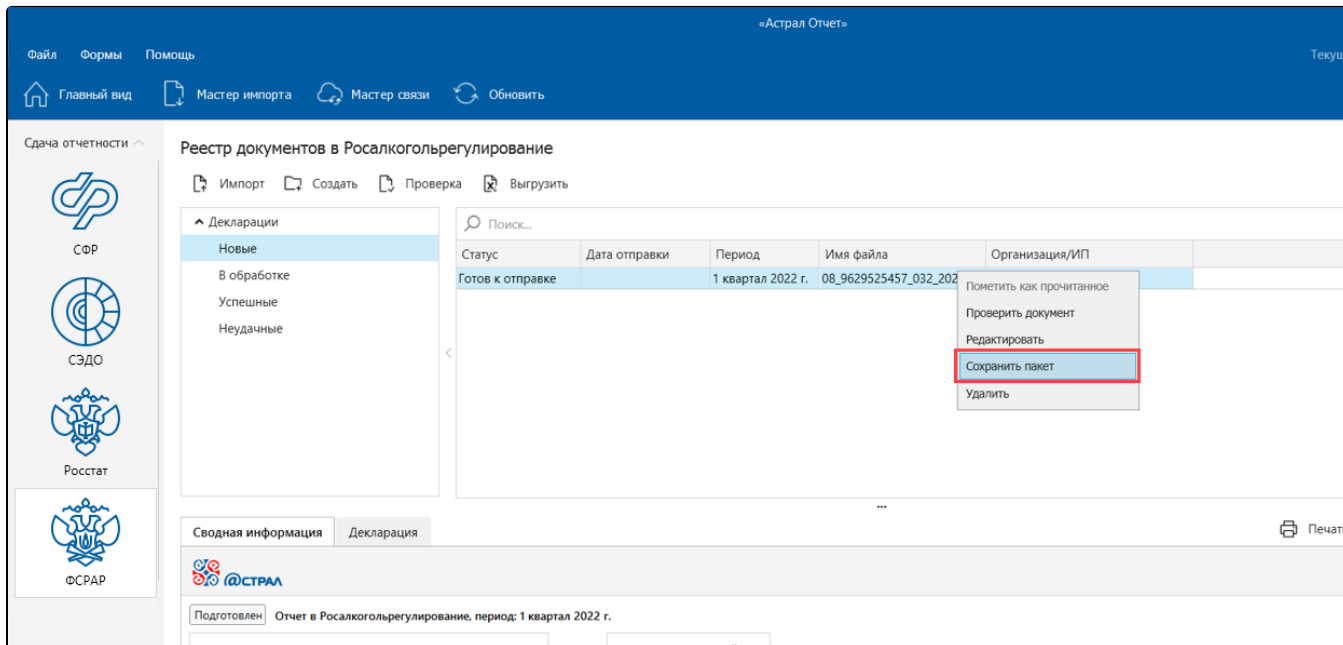 «Астрал Отчет»
Файл Формы Помощь
Главный вид Мастер импорта Мастер связи Обновить
Сдача отчетности
СФР
СЭДО
Росстат
ФСРАР
Реестр документов в Росалкогольрегулирование
Импорт Создать Проверка Выгрузить
Декларации
Новые
В обработке
Успешные
Неудачные
Поиск...
Статус Дата отправки Период Имя файла Организация/ИП
Готов к отправке 1 квартал 2022 г. 08_9629525457_032_202
Пометить как прочитанное
Проверить документ
Редактировать
Сохранить пакет
Удалить
Сводная информация Декларация
@СТРАЛ
Подготовлен Отчет в Росалкогольрегулирование, период: 1 квартал 2022 г.